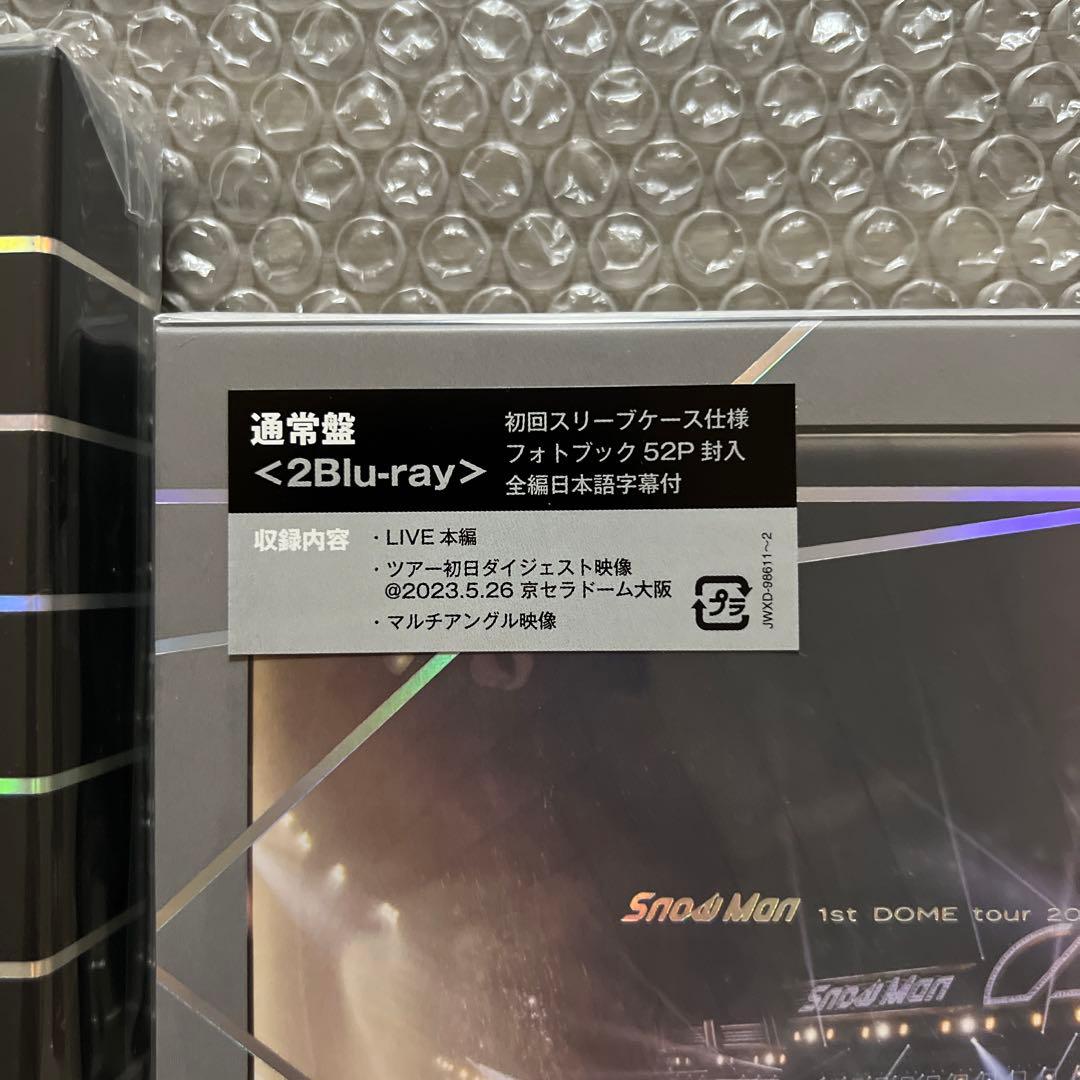 通常盤
<2Blu-ray>
初回スリーブケース仕様
フォトブック 52P 封入
全編日本語字幕付
収録内容
・LIVE 本編
・ツアー初日ダイジェスト映像
@2023.5.26 京セラドーム大阪
・マルチアングル映像
プラ
JWXD-98611〜2
Snow Man 1st DOME tour 20
Snow Man